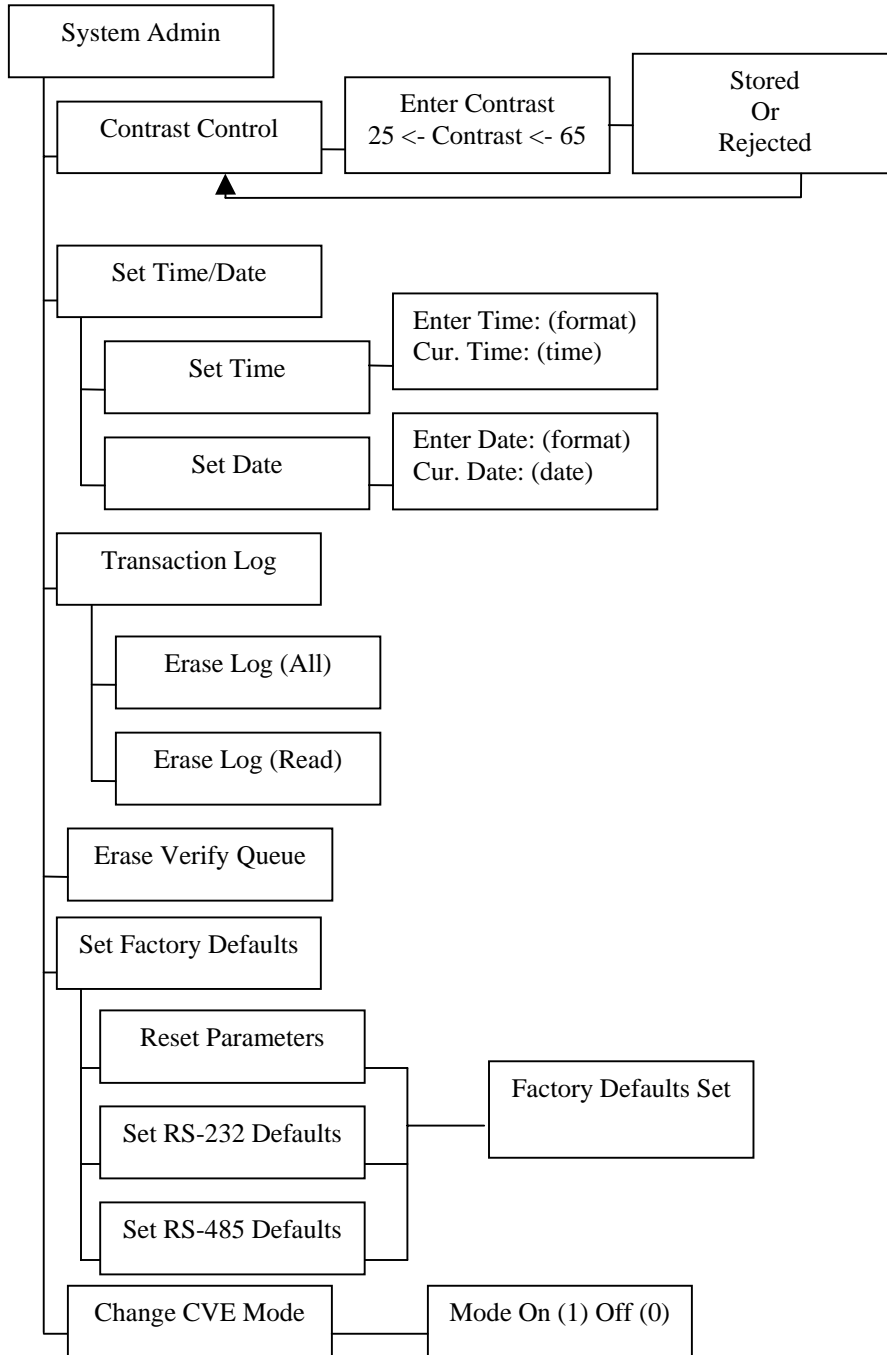 System Admin
Contrast Control
Enter Contrast
25 <- Contrast <- 65
Stored
Or
Rejected
Set Time/Date
Set Time
Enter Time: (format)
Cur. Time: (time)
Set Date
Enter Date: (format)
Cur. Date: (date)
Transaction Log
Erase Log (All)
Erase Log (Read)
Erase Verify Queue
Set Factory Defaults
Reset Parameters
Set RS-232 Defaults
Set RS-485 Defaults
Factory Defaults Set
Change CVE Mode
Mode On (1) Off (0)